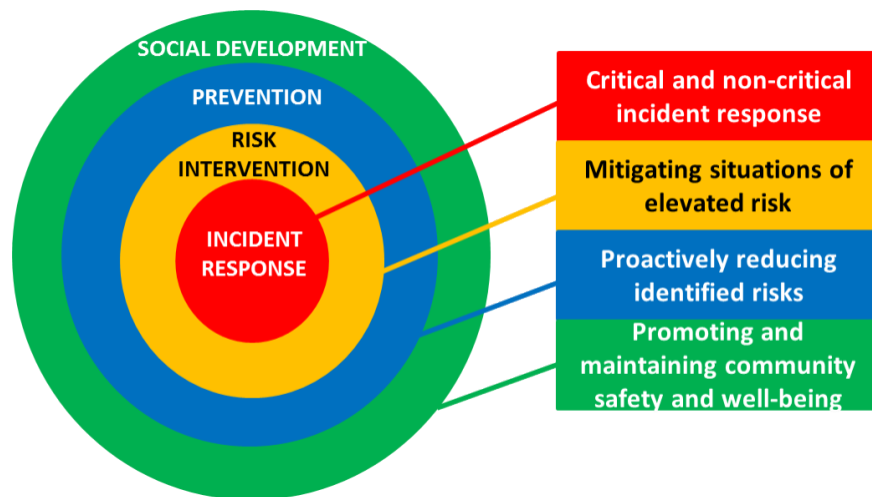 SOCIAL DEVELOPMENT
PREVENTION
RISK
INTERVENTION
INCIDENT
RESPONSE
Critical and non-critical
incident response
Mitigating situations of
elevated risk
Proactively reducing
identified risks
Promoting and
maintaining community
safety and well-being